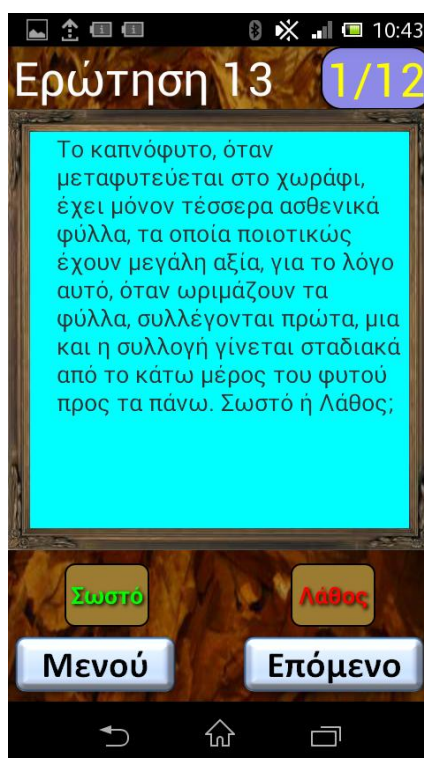 10:43
Ερώτηση 13
1/12
Το καπνόφυτο, όταν
μεταφυτεύεται στο χωράφι,
έχει μόνον τέσσερα ασθενικά
φύλλα, τα οποία ποιοτικώς
έχουν μεγάλη αξία, για το λόγο
αυτό, όταν ωριμάζουν τα
φύλλα, συλλέγονται πρώτα, μια
και η συλλογή γίνεται σταδιακά
από το κάτω μέρος του φυτού
προς τα πάνω. Σωστό ή Λάθος;
Σωστό
Λάθος
Μενού
Επόμενο